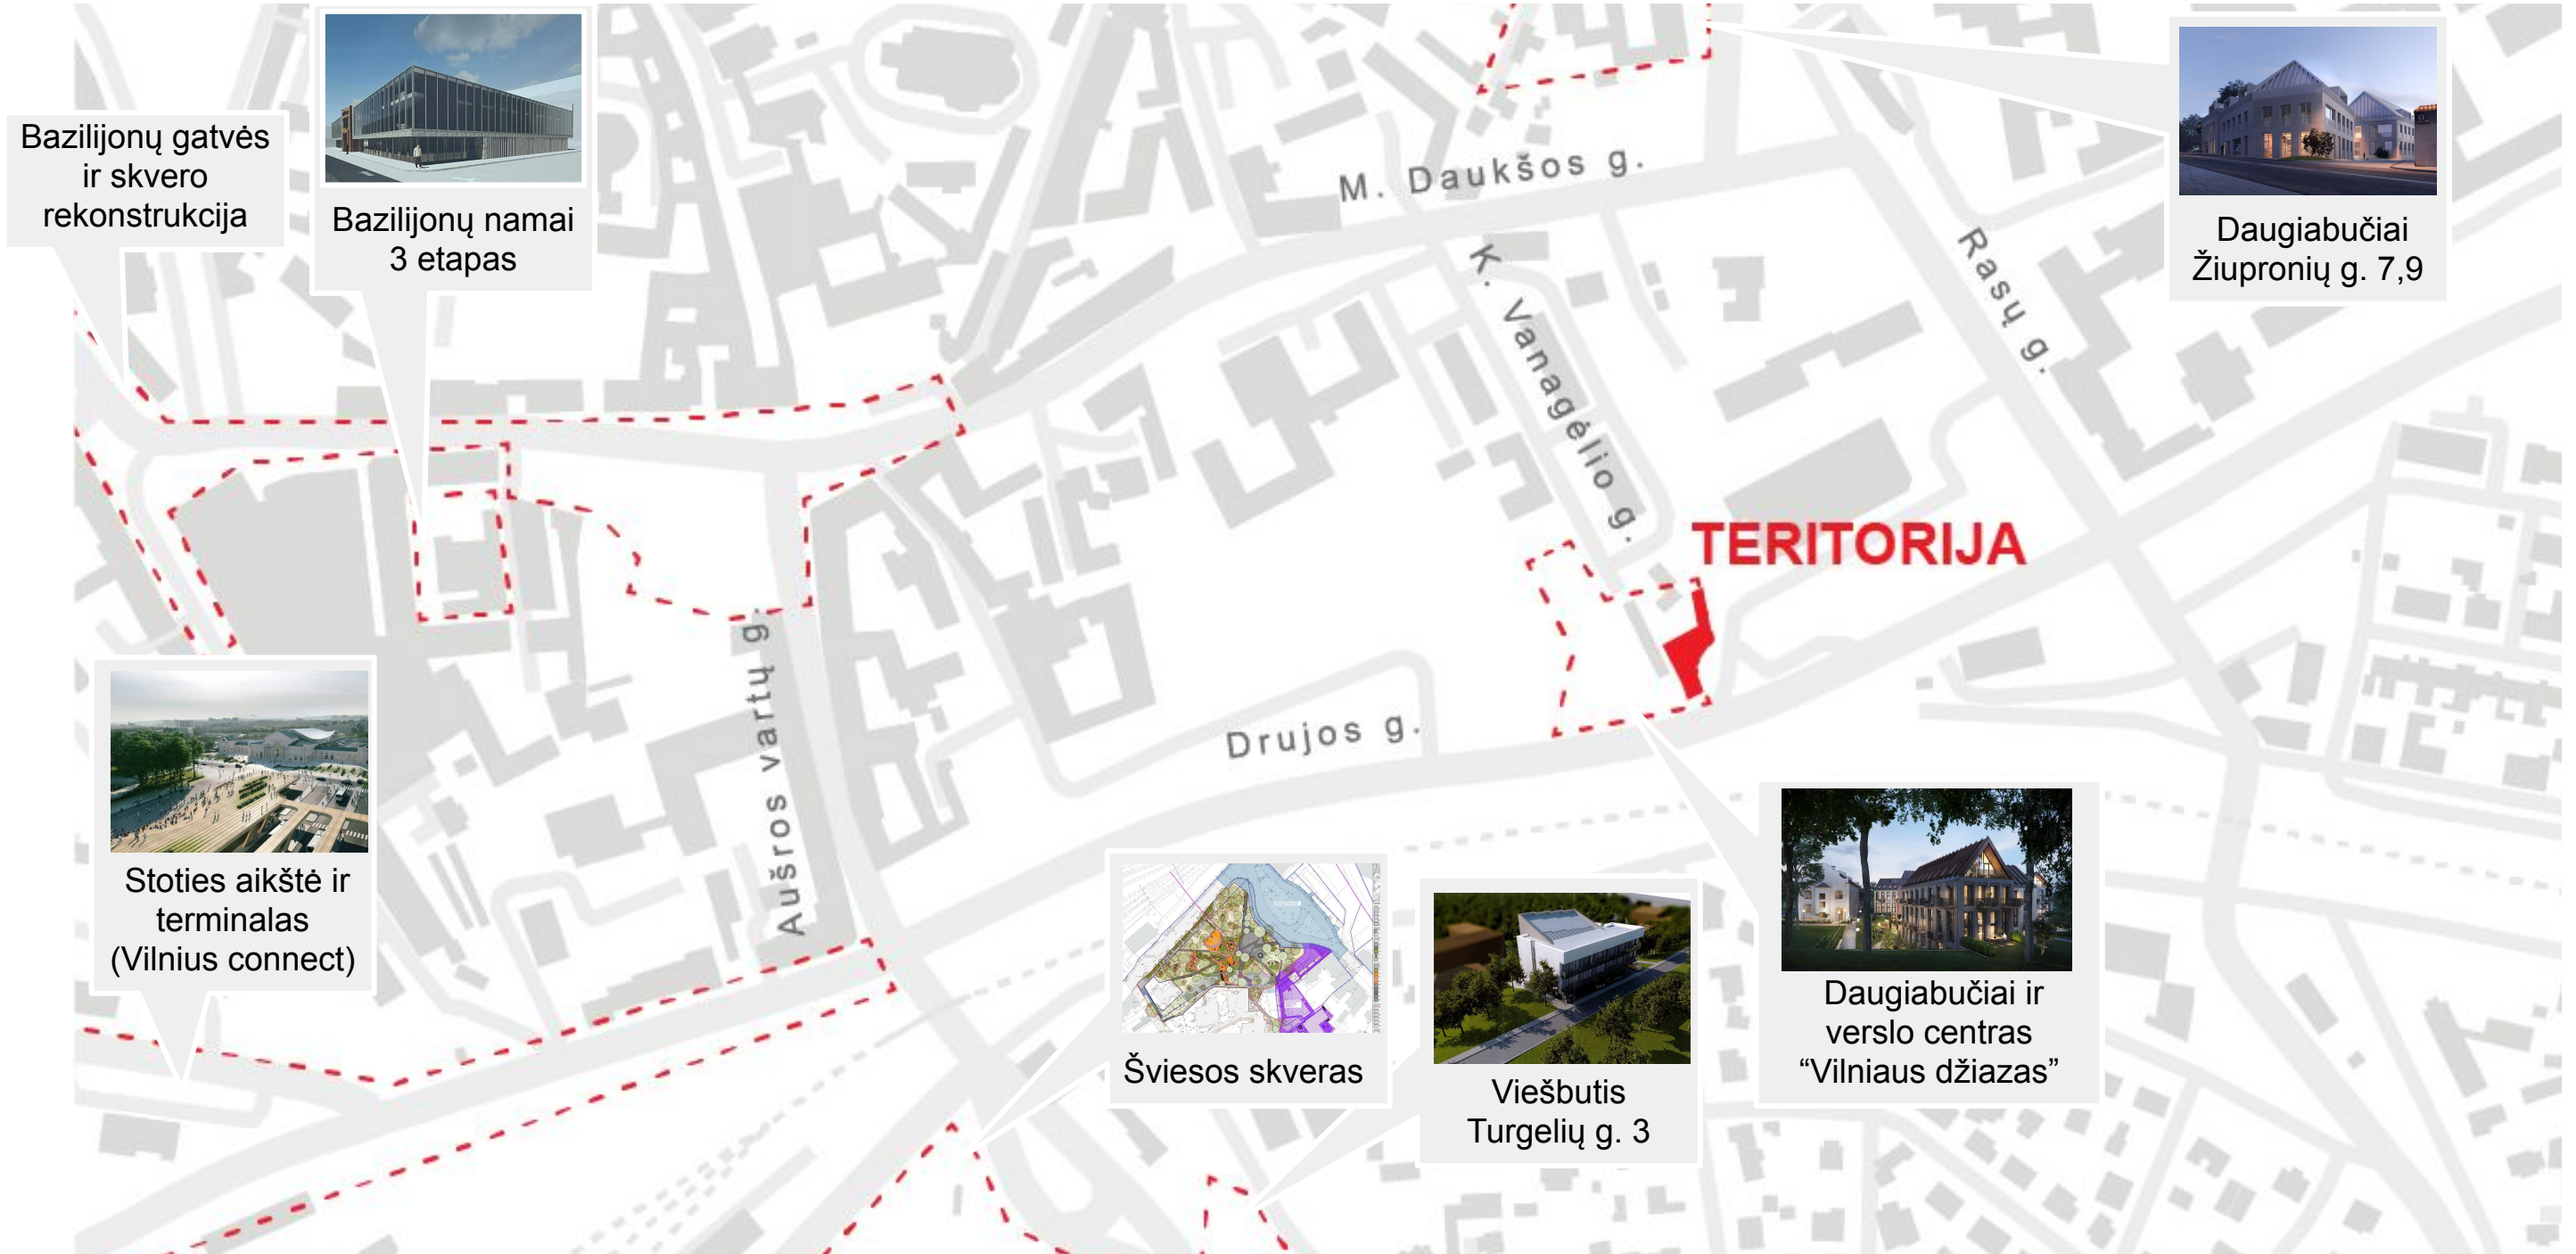 Bazilijonų gatvės
ir skvero
rekonstrukcija
Bazilijonų namai
3 etapas
Daugiabučiai
Žiupronių g. 7,9
M. Daukšos g.
K. Vanagėlio g.
Rasų g.
TERITORIJA
Aušros vartų g.
Drujos g.
Stoties aikštė ir
terminalas
(Vilnius connect)
Šviesos skveras
Viešbutis
Turgelių g. 3
Daugiabučiai ir
verslo centras
“Vilniaus džiazas”